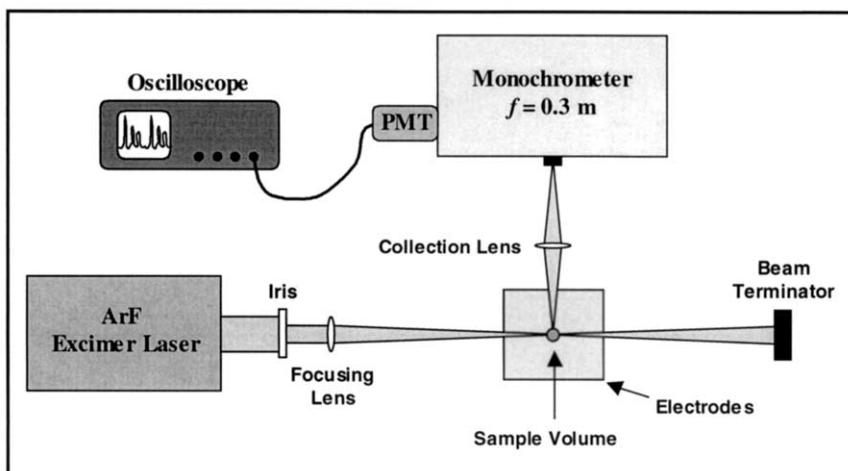 Oscilloscope
Monochrometer
f = 0.3 m
PMT
Collection Lens
Beam
Terminator
Iris
ArF
Excimer Laser
Focusing
Lens
Electrodes
Sample Volume